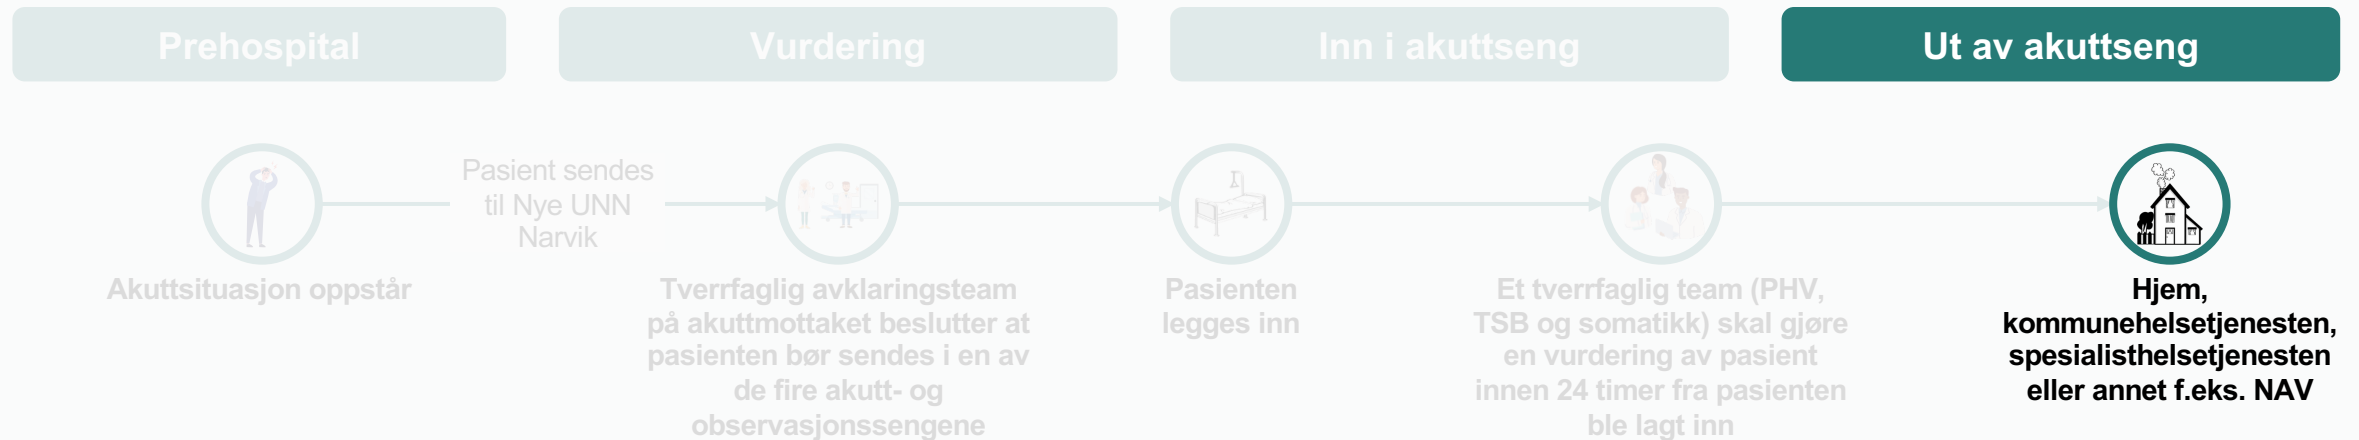 Prehospital
Vurdering
Inn i akuttseng
Ut av akuttseng
Pasient sendes
til Nye UNN
Narvik
Akuttsituasjon oppstår
Tverrfaglig avklaringsteam
på akuttmottaket beslutter at
pasienten bør sendes i en av
de fire akutt- og
observasjonssengene
Pasienten
legges inn
Et tverrfaglig team (PHV,
TSB og somatikk) skal gjøre
en vurdering av pasient
innen 24 timer fra pasienten
ble lagt inn
Hjem,
kommunehelsetjenesten,
spesialisthelsetjenesten
eller annet f.eks. NAV